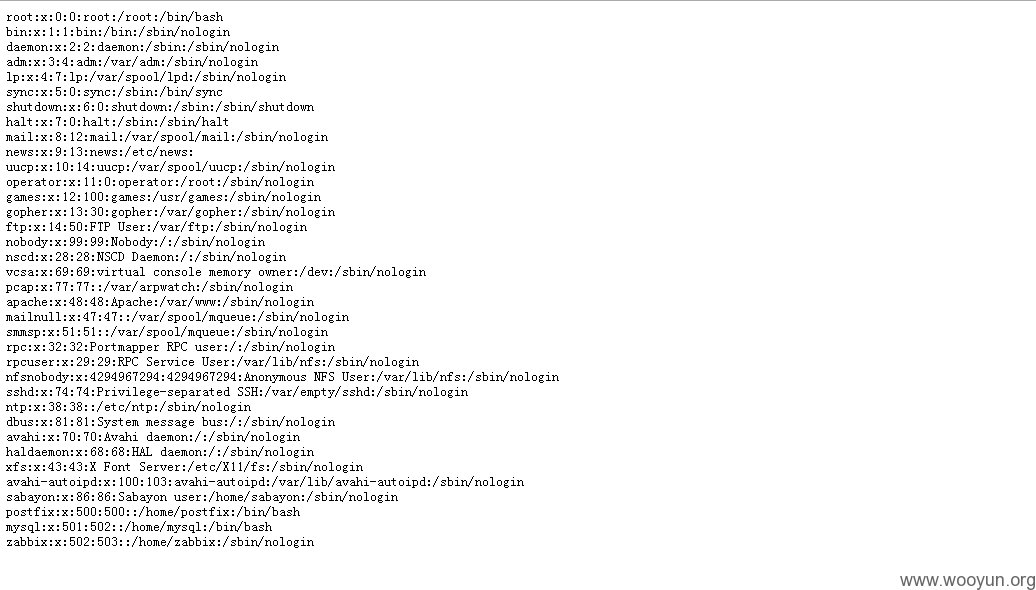 root:x:0:0:root:/root:/bin/bash
bin:x:1:1:bin:/bin:/sbin/nologin
daemon:x:2:2:daemon:/sbin:/sbin/nologin
adm:x:3:4:adm:/var/adm:/sbin/nologin
lp:x:4:7:lp:/var/spool/lpd:/sbin/nologin
sync:x:5:0:sync:/sbin:/bin/sync
shutdown:x:6:0:shutdown:/sbin:/sbin/shutdown
halt:x:7:0:halt:/sbin:/sbin/halt
mail:x:8:12:mail:/var/spool/mail:/sbin/nologin
news:x:9:13:news:/etc/news:
uucp:x:10:14:uucp:/var/spool/uucp:/sbin/nologin
operator:x:11:0:operator:/root:/sbin/nologin
games:x:12:100:games:/usr/games:/sbin/nologin
gopher:x:13:30:gopher:/var/gopher:/sbin/nologin
ftp:x:14:50:FTP User:/var/ftp:/sbin/nologin
nobody:x:99:99:Nobody:/:/sbin/nologin
nscd:x:28:28:NSCD Daemon:/:/sbin/nologin
vcsa:x:69:69:virtual console memory owner:/dev:/sbin/nologin
pcap:x:77:77::/var/arpwatch:/sbin/nologin
apache:x:48:48:Apache:/var/www:/sbin/nologin
mailnull:x:47:47::/var/spool/mqueue:/sbin/nologin
smmsp:x:51:51::/var/spool/mqueue:/sbin/nologin
rpc:x:32:32:Portmapper RPC user:/:/sbin/nologin
rpcuser:x:29:29:RPC Service User:/var/lib/nfs:/sbin/nologin
nfsnobody:x:4294967294:4294967294:Anonymous NFS User:/var/lib/nfs:/sbin/nologin
sshd:x:74:74:Privilege-separated SSH:/var/empty/sshd:/sbin/nologin
ntp:x:38:38::/etc/ntp:/sbin/nologin
dbus:x:81:81:System message bus:/:/sbin/nologin
avahi:x:70:70:Avahi daemon:/:/sbin/nologin
haldaemon:x:68:68:HAL daemon:/:/sbin/nologin
xfs:x:43:43:X Font Server:/etc/X11/fs:/sbin/nologin
avahi-autoipd:x:100:103:avahi-autoipd:/var/lib/avahi-autoipd:/sbin/nologin
sabayon:x:86:86:Sabayon user:/home/sabayon:/sbin/nologin
postfix:x:500:500::/home/postfix:/bin/bash
mysql:x:501:502::/home/mysql:/bin/bash
zabbix:x:502:503::/home/zabbix:/sbin/nologin
www.wooyun.org